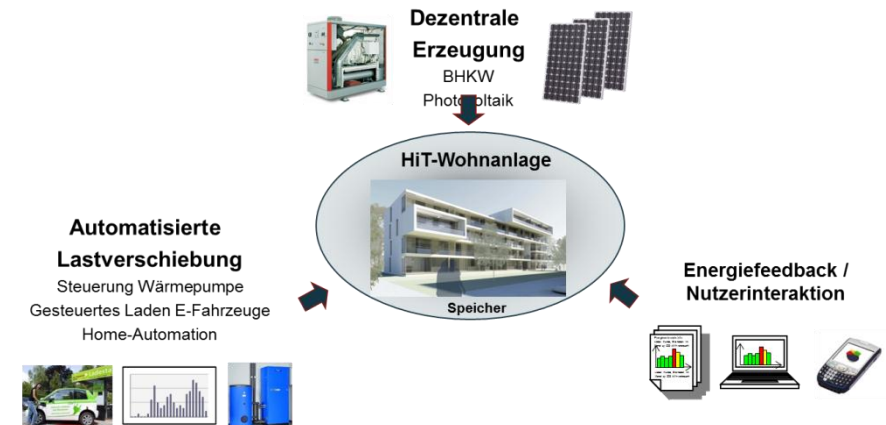 Dezentrale
Erzeugung
BHKW
Photovoltaik
HiT-Wohnanlage
Speicher
Automatisierte
Lastverschiebung
Steuerung Wärmepumpe
Gesteuertes Laden E-Fahrzeuge
Home-Automation
Energiefeedback /
Nutzerinteraktion